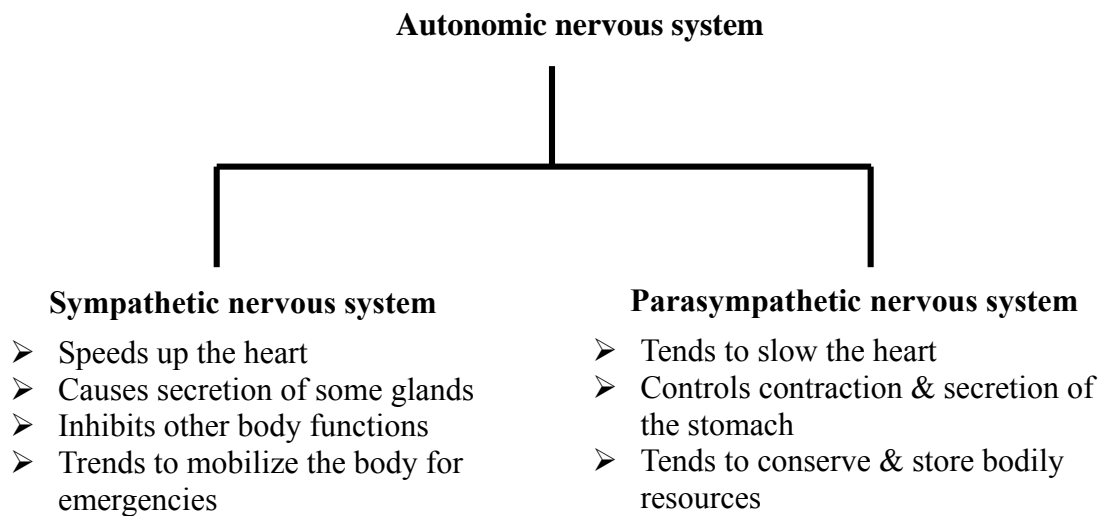 Autonomic nervous system
Sympathetic nervous system
➢ Speeds up the heart
➢ Causes secretion of some glands
➢ Inhibits other body functions
➢ Trends to mobilize the body for
emergencies
Parasympathetic nervous system
➢ Tends to slow the heart
➢ Controls contraction & secretion of
the stomach
➢ Tends to conserve & store bodily
resources